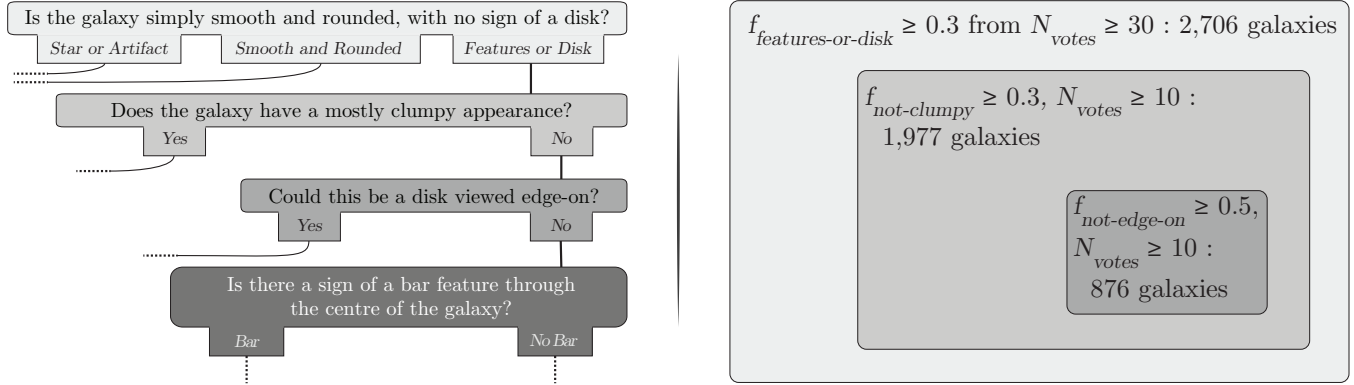 Is the galaxy simply smooth and rounded, with no sign of a disk?
Star or Artifact
Smooth and Rounded
Features or Disk
Does the galaxy have a mostly clumpy appearance?
Yes
No
Could this be a disk viewed edge-on?
Yes
No
Is there a sign of a bar feature through
the centre of the galaxy?
Bar
No Bar
f_features-or-disk ≥ 0.3 from N_votes ≥ 30 : 2,706 galaxies
f_not-clumpy ≥ 0.3, N_votes ≥ 10 :
1,977 galaxies
f_not-edge-on ≥ 0.5,
N_votes ≥ 10 :
876 galaxies